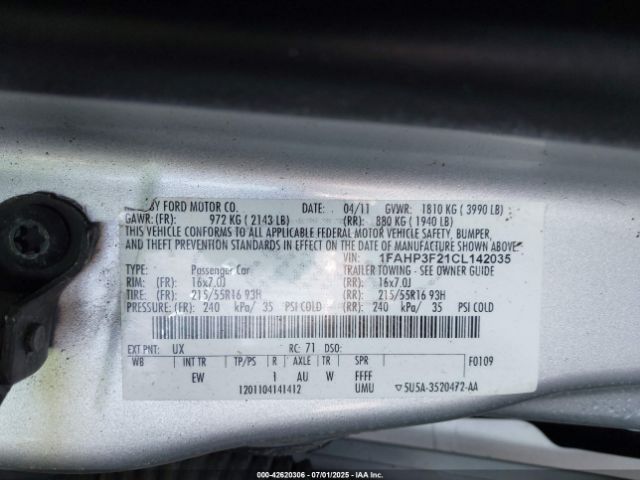 BY FORD MOTOR CO. DATE: 04/11 GVWR: 1810 KG ( 3990 LB)
GAWR:(FR): 972 KG ( 2143 LB) (RR): 880 KG ( 1940 LB)
THIS VEHICLE CONFORMS TO ALL APPLICABLE FEDERAL MOTOR VEHICLE SAFETY, BUMPER,
AND THEFT PREVENTION STANDARDS IN EFFECT ON THE DATE OF MANUFACTURE SHOWN ABOVE.
VIN: 1FAHP3F21CL142035
TYPE: Passenger Car TRAILER TOWING - SEE OWNER GUIDE
RIM: (FR): 16x7.0J (RR): 16x7.0J
TIRE: (FR): 215/55R16 93H (RR): 215/55R16 93H
PRESSURE: (FR): 240 kPa/ 35 PSI COLD (RR): 240 kPa/ 35 PSI COLD
EXT PNT: UX RC: 71 DSO: F0109
WB INT TR TP/PS R AXLE TR SPR
EW 1 AU W FFFF
1201104141412 UMU 5U5A-3520472-AA
000-42620306 - 07/01/2025 - IAAI.com